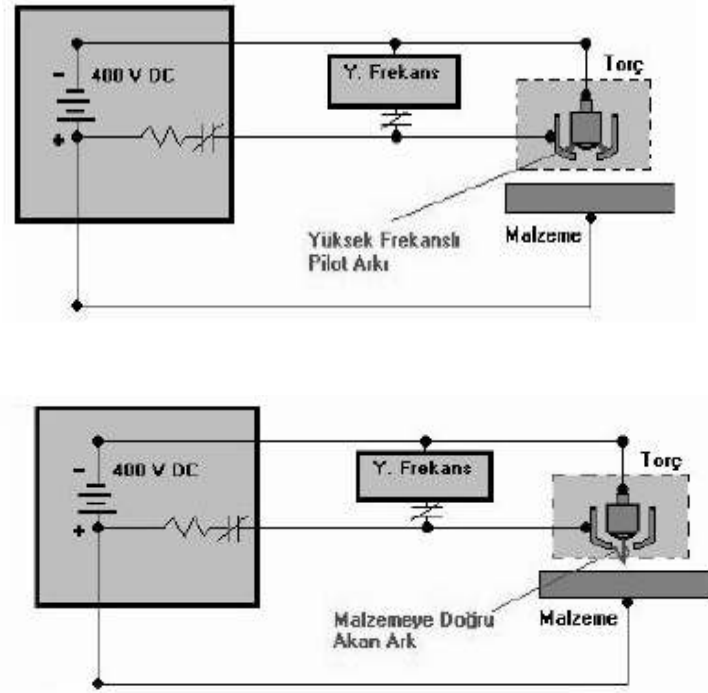 -
400 V DC
+
Y. Frekans
Torç
Yüksek Frekanslı
Pilot Arkı
Malzeme
-
400 V DC
+
Y. Frekans
Torç
Malzemeye Doğru
Akan Ark
Malzeme